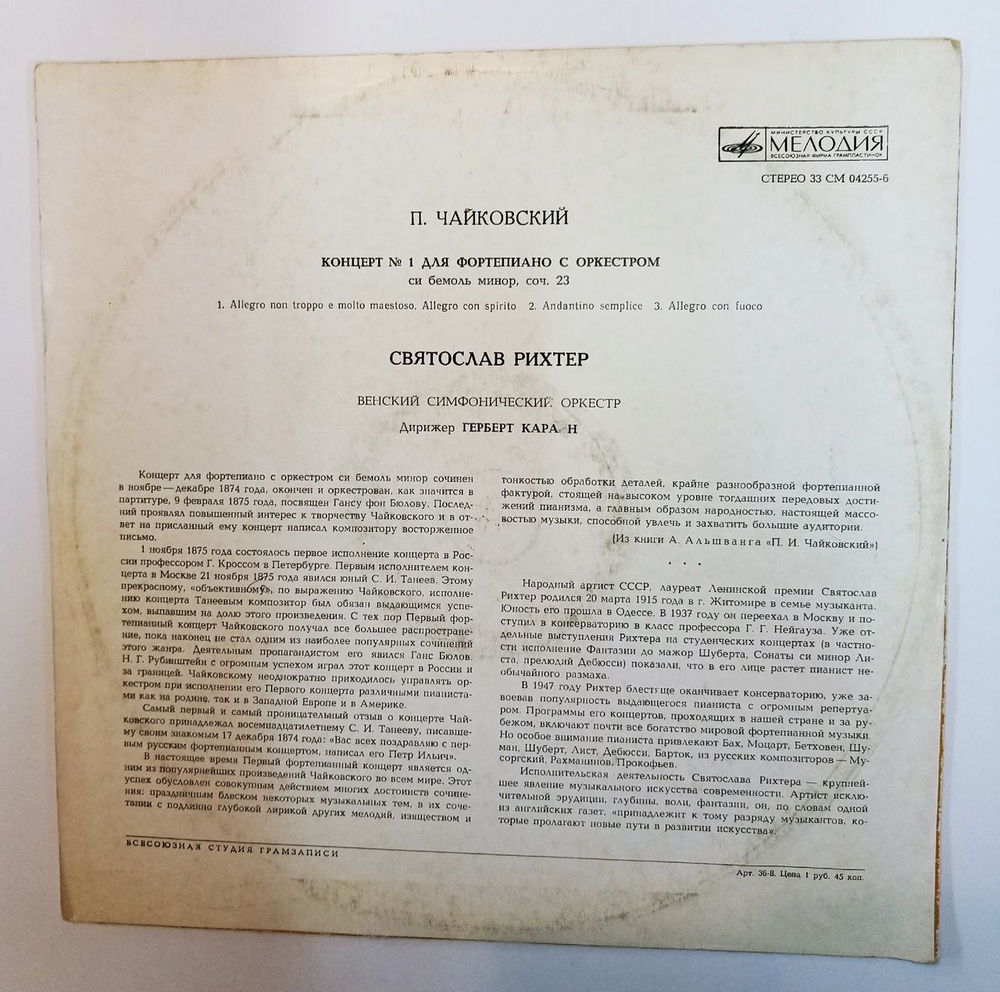 МИНИСТЕРСТВО КУЛЬТУРЫ СССР
МЕЛОДИЯ
ВСЕСОЮЗНАЯ ФИРМА ГРАМПЛАСТИНОК
СТЕРЕО 33 СМ 04255-6
П. ЧАЙКОВСКИЙ
КОНЦЕРТ № 1 ДЛЯ ФОРТЕПИАНО С ОРКЕСТРОМ
си бемоль минор, соч. 23
1. Allegro non troppo e molto maestoso. Allegro con spirito 2. Andantino semplice 3. Allegro con fuoco
СВЯТОСЛАВ РИХТЕР
ВЕНСКИЙ СИМФОНИЧЕСКИЙ ОРКЕСТР
Дирижер ГЕРБЕРТ КАРА Н
Концерт для фортепиано с оркестром си бемоль минор сочинен
в ноябре — декабре 1874 года, окончен и оркестрован, как значится в
партитуре, 9 февраля 1875 года, посвящен Гансу фон Бюлову. Послед-
ний проявлял повышенный интерес к творчеству Чайковского и в от-
вет на присланный ему концерт написал композитору восторженное
письмо.
1 ноября 1875 года состоялось первое исполнение концерта в Рос-
сии профессором Г. Кроссом в Петербурге. Первым исполнителем кон-
церта в Москве 21 ноября 1875 года явился юный С. И. Танеев. Этому
прекрасному, «объективному», по выражению Чайковского, исполне-
нию концерта Танеевым композитор был обязан выдающимся успе-
хом, выпавшим на долю этого произведения. С тех пор Первый фор-
тепианный концерт Чайковского получал все большее распростране-
ние, пока наконец не стал одним из наиболее популярных сочинений
этого жанра. Деятельным пропагандистом его явился Ганс Бюлов.
Н. Г. Рубинштейн с огромным успехом играл этот концерт в России и
за границей. Чайковскому неоднократно приходилось управлять ор-
кестром при исполнении его Первого концерта различными пианиста-
ми как на родине, так и в Западной Европе и в Америке.
Самый первый и самый проницательный отзыв о концерте Чай-
ковского принадлежал восемнадцатилетнему С. И. Танееву, писавше-
му своим знакомым 17 декабря 1874 года: «Вас всех поздравляю с пер-
вым русским фортепианным концертом, написал его Петр Ильич».
В настоящее время Первый фортепианный концерт является од-
ним из популярнейших произведений Чайковского во всем мире. Этот
успех обусловлен совокупным действием многих достоинств сочине-
ния: праздничным блеском некоторых музыкальных тем, в их соче-
тании с подлинно глубокой лирикой других мелодий, изяществом и
тонкостью обработки деталей, крайне разнообразной фортепианной
фактурой, стоящей на высоком уровне тогдашних передовых дости-
жений пианизма, а главным образом народностью, настоящей массо-
востью музыки, способной увлечь и захватить большие аудитории.
(Из книги А. Альшванга «П. И. Чайковский»)
• • •
Народный артист СССР, лауреат Ленинской премии Святослав
Рихтер родился 20 марта 1915 года в г. Житомире в семье музыканта.
Юность его прошла в Одессе. В 1937 году он переехал в Москву и по-
ступил в консерваторию в класс профессора Г. Г. Нейгауза. Уже от-
дельные выступления Рихтера на студенческих концертах (в частно-
сти исполнение Фантазии до мажор Шуберта, Сонаты си минор Ли-
ста, прелюдий Дебюсси) показали, что в его лице растет пианист не-
обычайного размаха.
В 1947 году Рихтер блестяще оканчивает консерваторию, уже за-
воевав популярность выдающегося пианиста с огромным репертуа-
ром. Программы его концертов, проходящих в нашей стране и за ру-
бежом, включают почти все богатство мировой фортепианной музыки.
Но особое внимание пианиста привлекают Бах, Моцарт, Бетховен, Шу-
ман, Шуберт, Лист, Дебюсси, Барток, из русских композиторов — Му-
соргский, Рахманинов, Прокофьев.
Исполнительская деятельность Святослава Рихтера — крупней-
шее явление музыкального искусства современности. Артист исклю-
чительной эрудиции, глубины, воли, фантазии, он, по словам одной
из английских газет, «принадлежит к тому разряду музыкантов, ко-
торые пролагают новые пути в развитии искусства».
ВСЕСОЮЗНАЯ СТУДИЯ ГРАМЗАПИСИ
Арт. 36-8. Цена 1 руб. 45 коп.